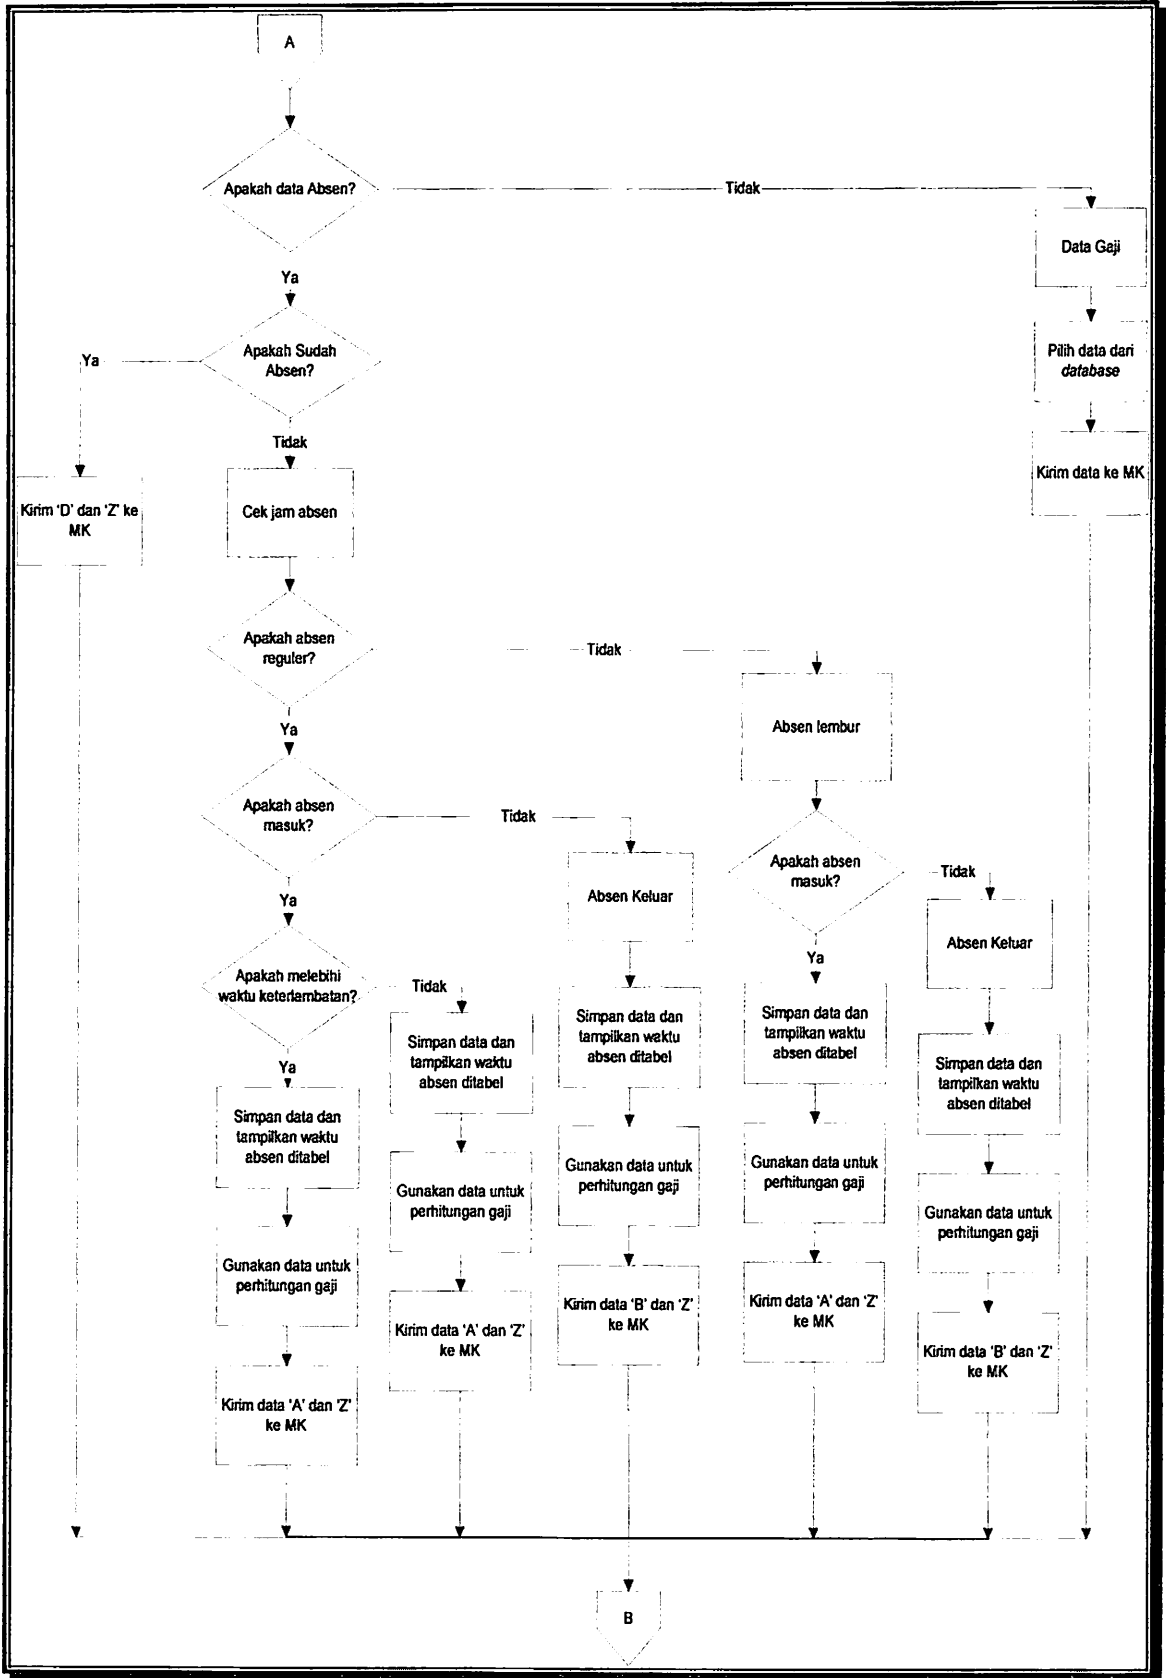 A
Apakah data Absen?
Tidak
Data Gaji
Ya
Pilih data dari
database
Apakah Sudah
Absen?
Ya
Kirim data ke MK
Tidak
Kirim 'D' dan 'Z' ke
MK
Cek jam absen
Apakah absen
reguler?
Tidak
Absen lembur
Ya
Apakah absen
masuk?
Tidak
Absen Keluar
Apakah absen
masuk?
Tidak
Absen Keluar
Ya
Ya
Apakah melebihi
waktu keterlambatan?
Tidak
Simpan data dan
tampilkan waktu
absen ditabel
Simpan data dan
tampilkan waktu
absen ditabel
Simpan data dan
tampilkan waktu
absen ditabel
Simpan data dan
tampilkan waktu
absen ditabel
Ya
Simpan data dan
tampilkan waktu
absen ditabel
Gunakan data untuk
perhitungan gaji
Gunakan data untuk
perhitungan gaji
Gunakan data untuk
perhitungan gaji
Gunakan data untuk
perhitungan gaji
Gunakan data untuk
perhitungan gaji
Kirim data 'A' dan 'Z'
ke MK
Kirim data 'A' dan 'Z'
ke MK
Kirim data 'B' dan 'Z'
ke MK
Kirim data 'A' dan 'Z'
ke MK
Kirim data 'B' dan 'Z'
ke MK
B